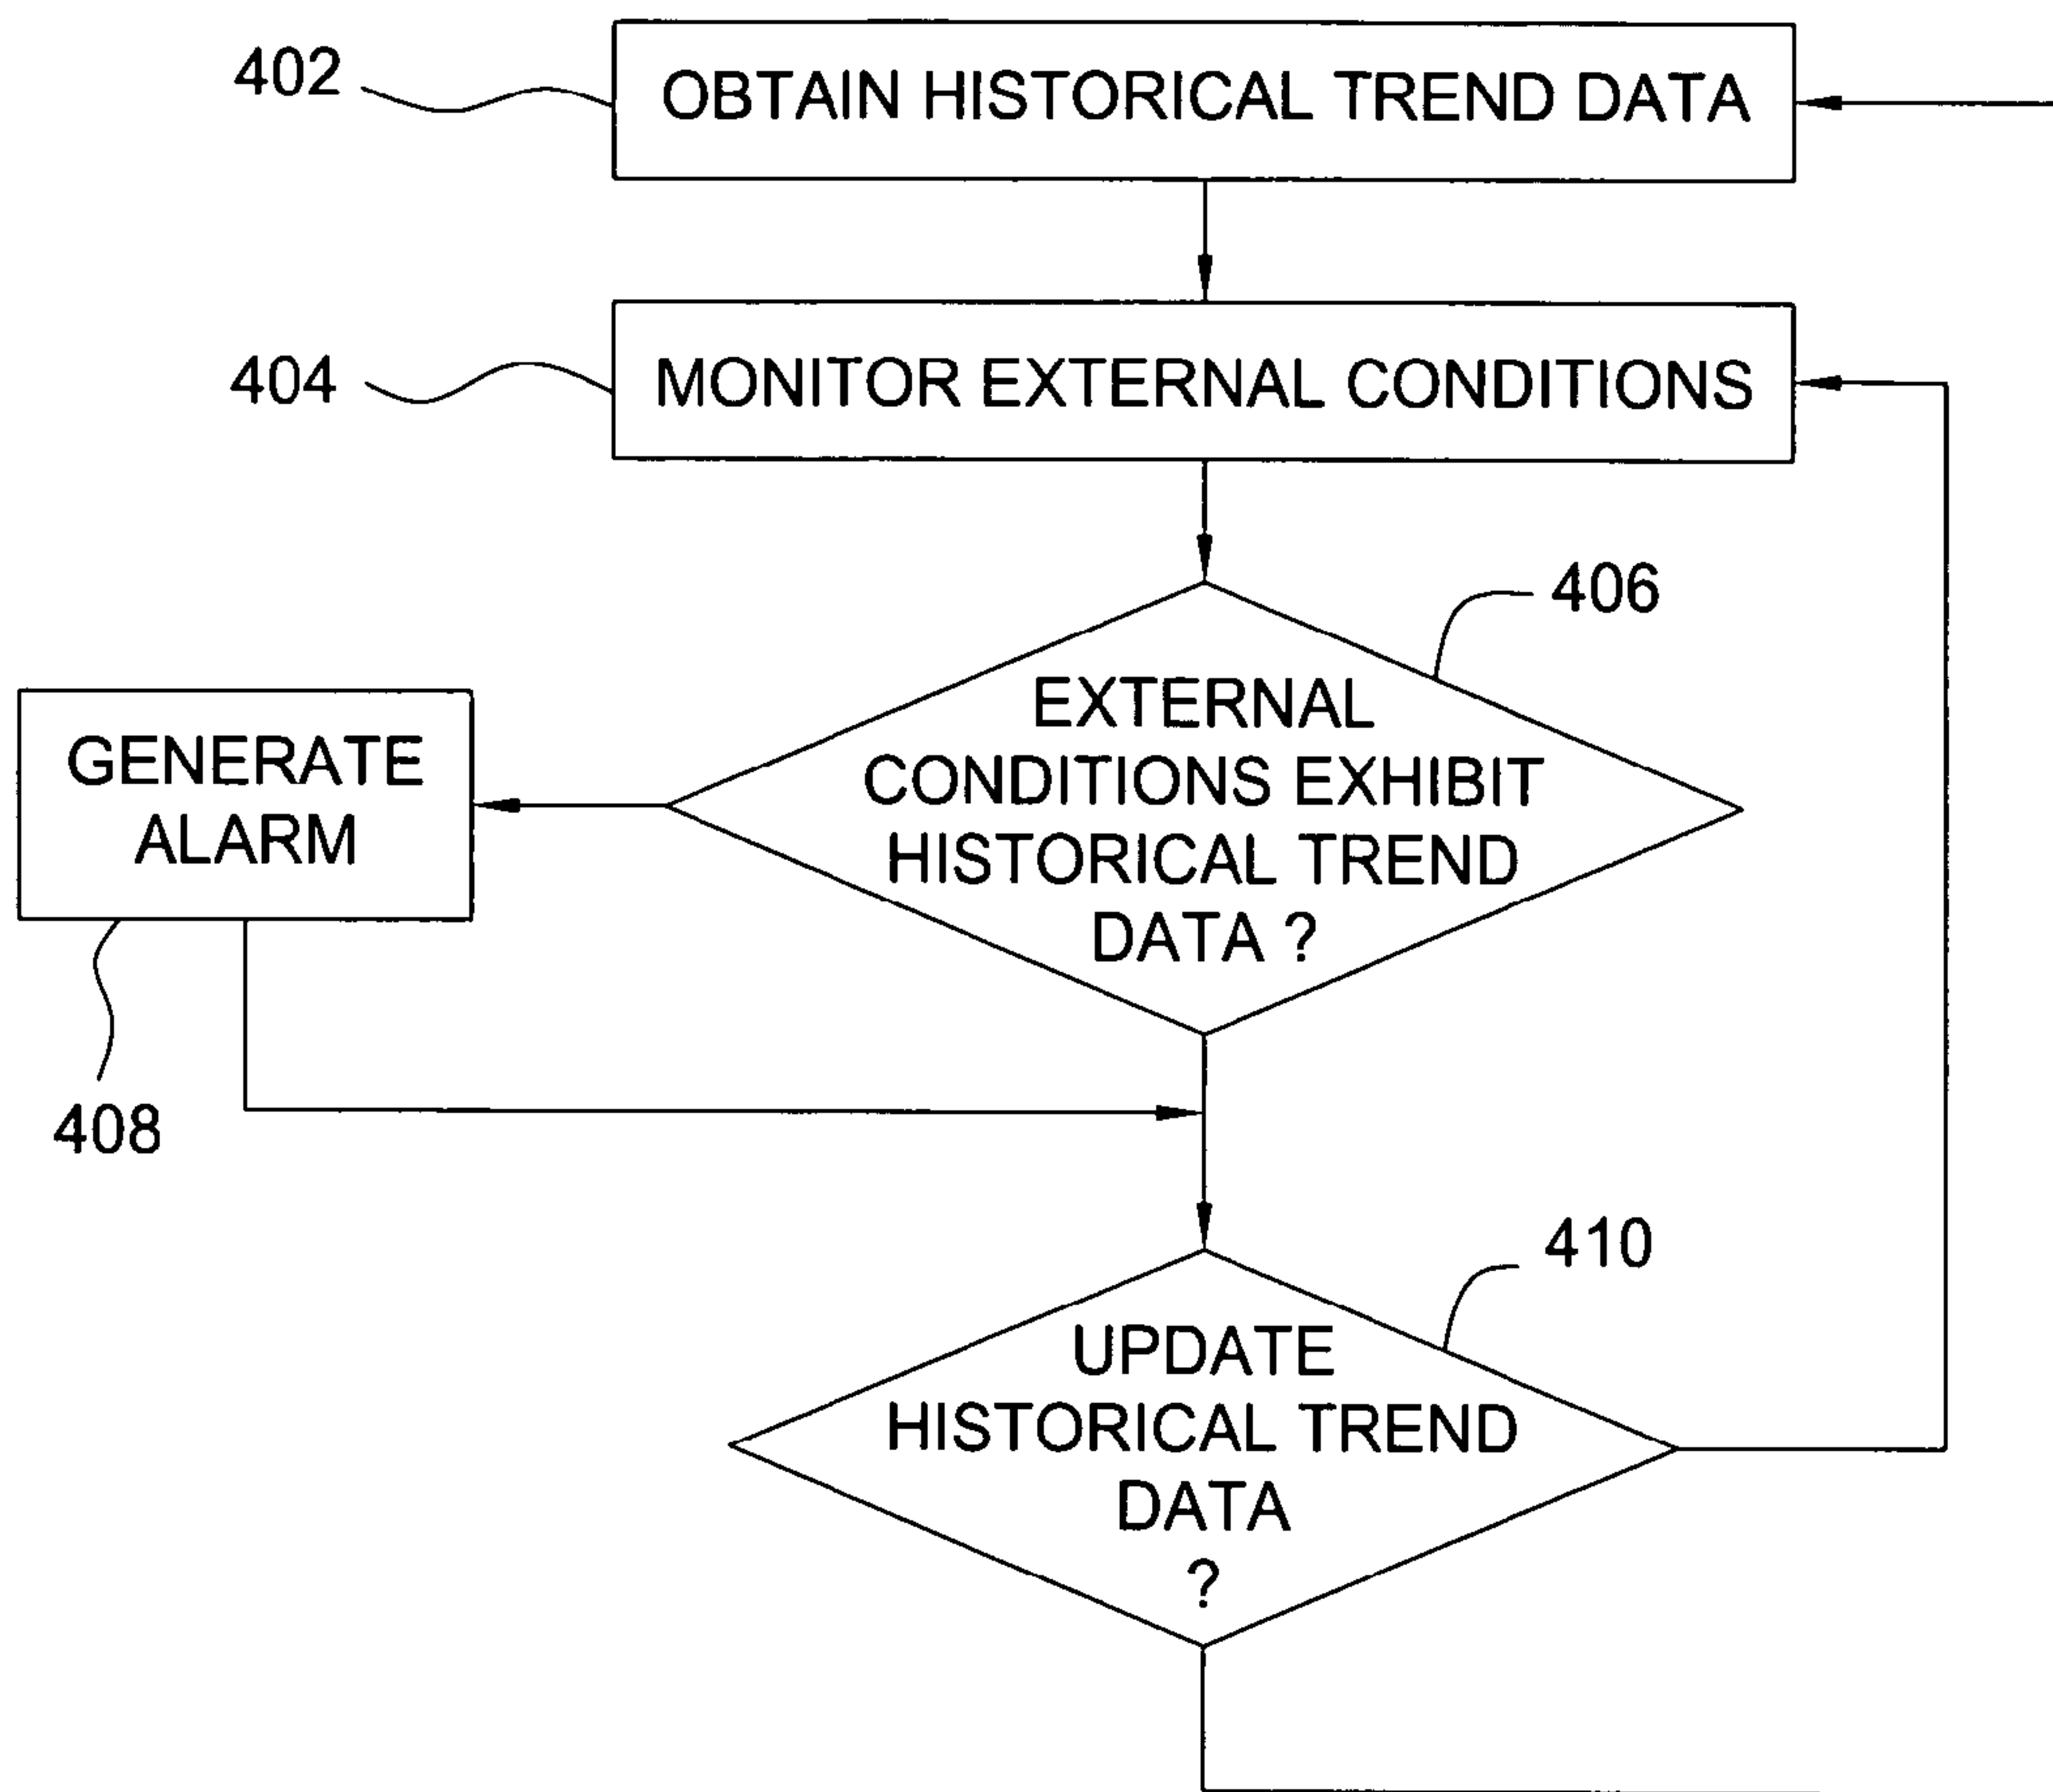 402
OBTAIN HISTORICAL TREND DATA
404
MONITOR EXTERNAL CONDITIONS
406
EXTERNAL
CONDITIONS EXHIBIT
HISTORICAL TREND
DATA ?
GENERATE
ALARM
408
410
UPDATE
HISTORICAL TREND
DATA
?